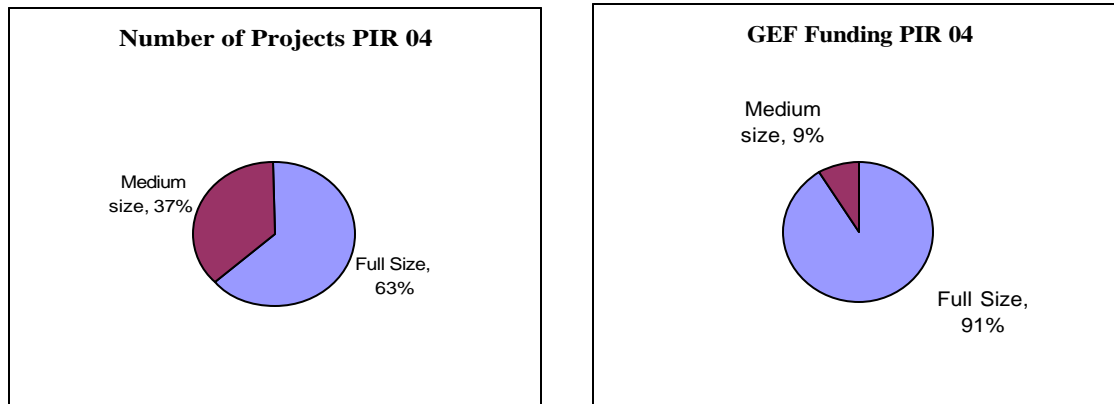 Number of Projects PIR 04
Medium
size, 37%
Full Size,
63%
GEF Funding PIR 04
Medium
size, 9%
Full Size,
91%